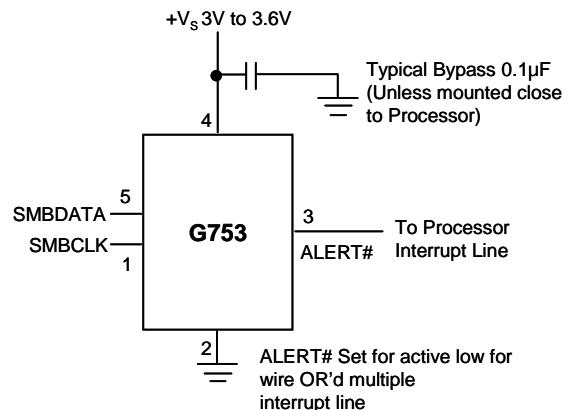 +VS 3V to 3.6V
Typical Bypass 0.1µF
(Unless mounted close
to Processor)
4
5
SMBDATA
SMBCLK
1
G753
3
ALERT#
To Processor
Interrupt Line
2
ALERT# Set for active low for
wire OR'd multiple
interrupt line